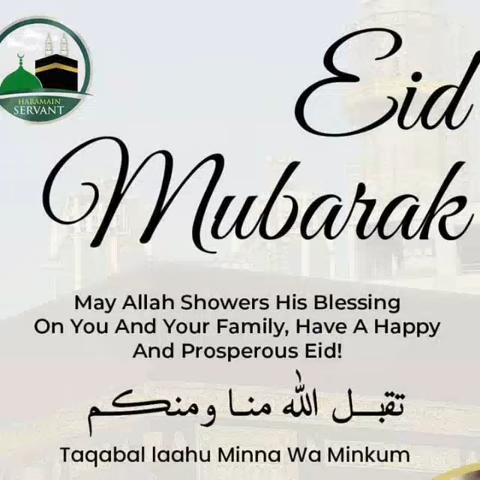 HARAMAIN
SERVANT
Eid
Mubarak
May Allah Showers His Blessing
On You And Your Family, Have A Happy
And Prosperous Eid!
تقبل الله منا ومنكم
Taqabal laahu Minna Wa Minkum